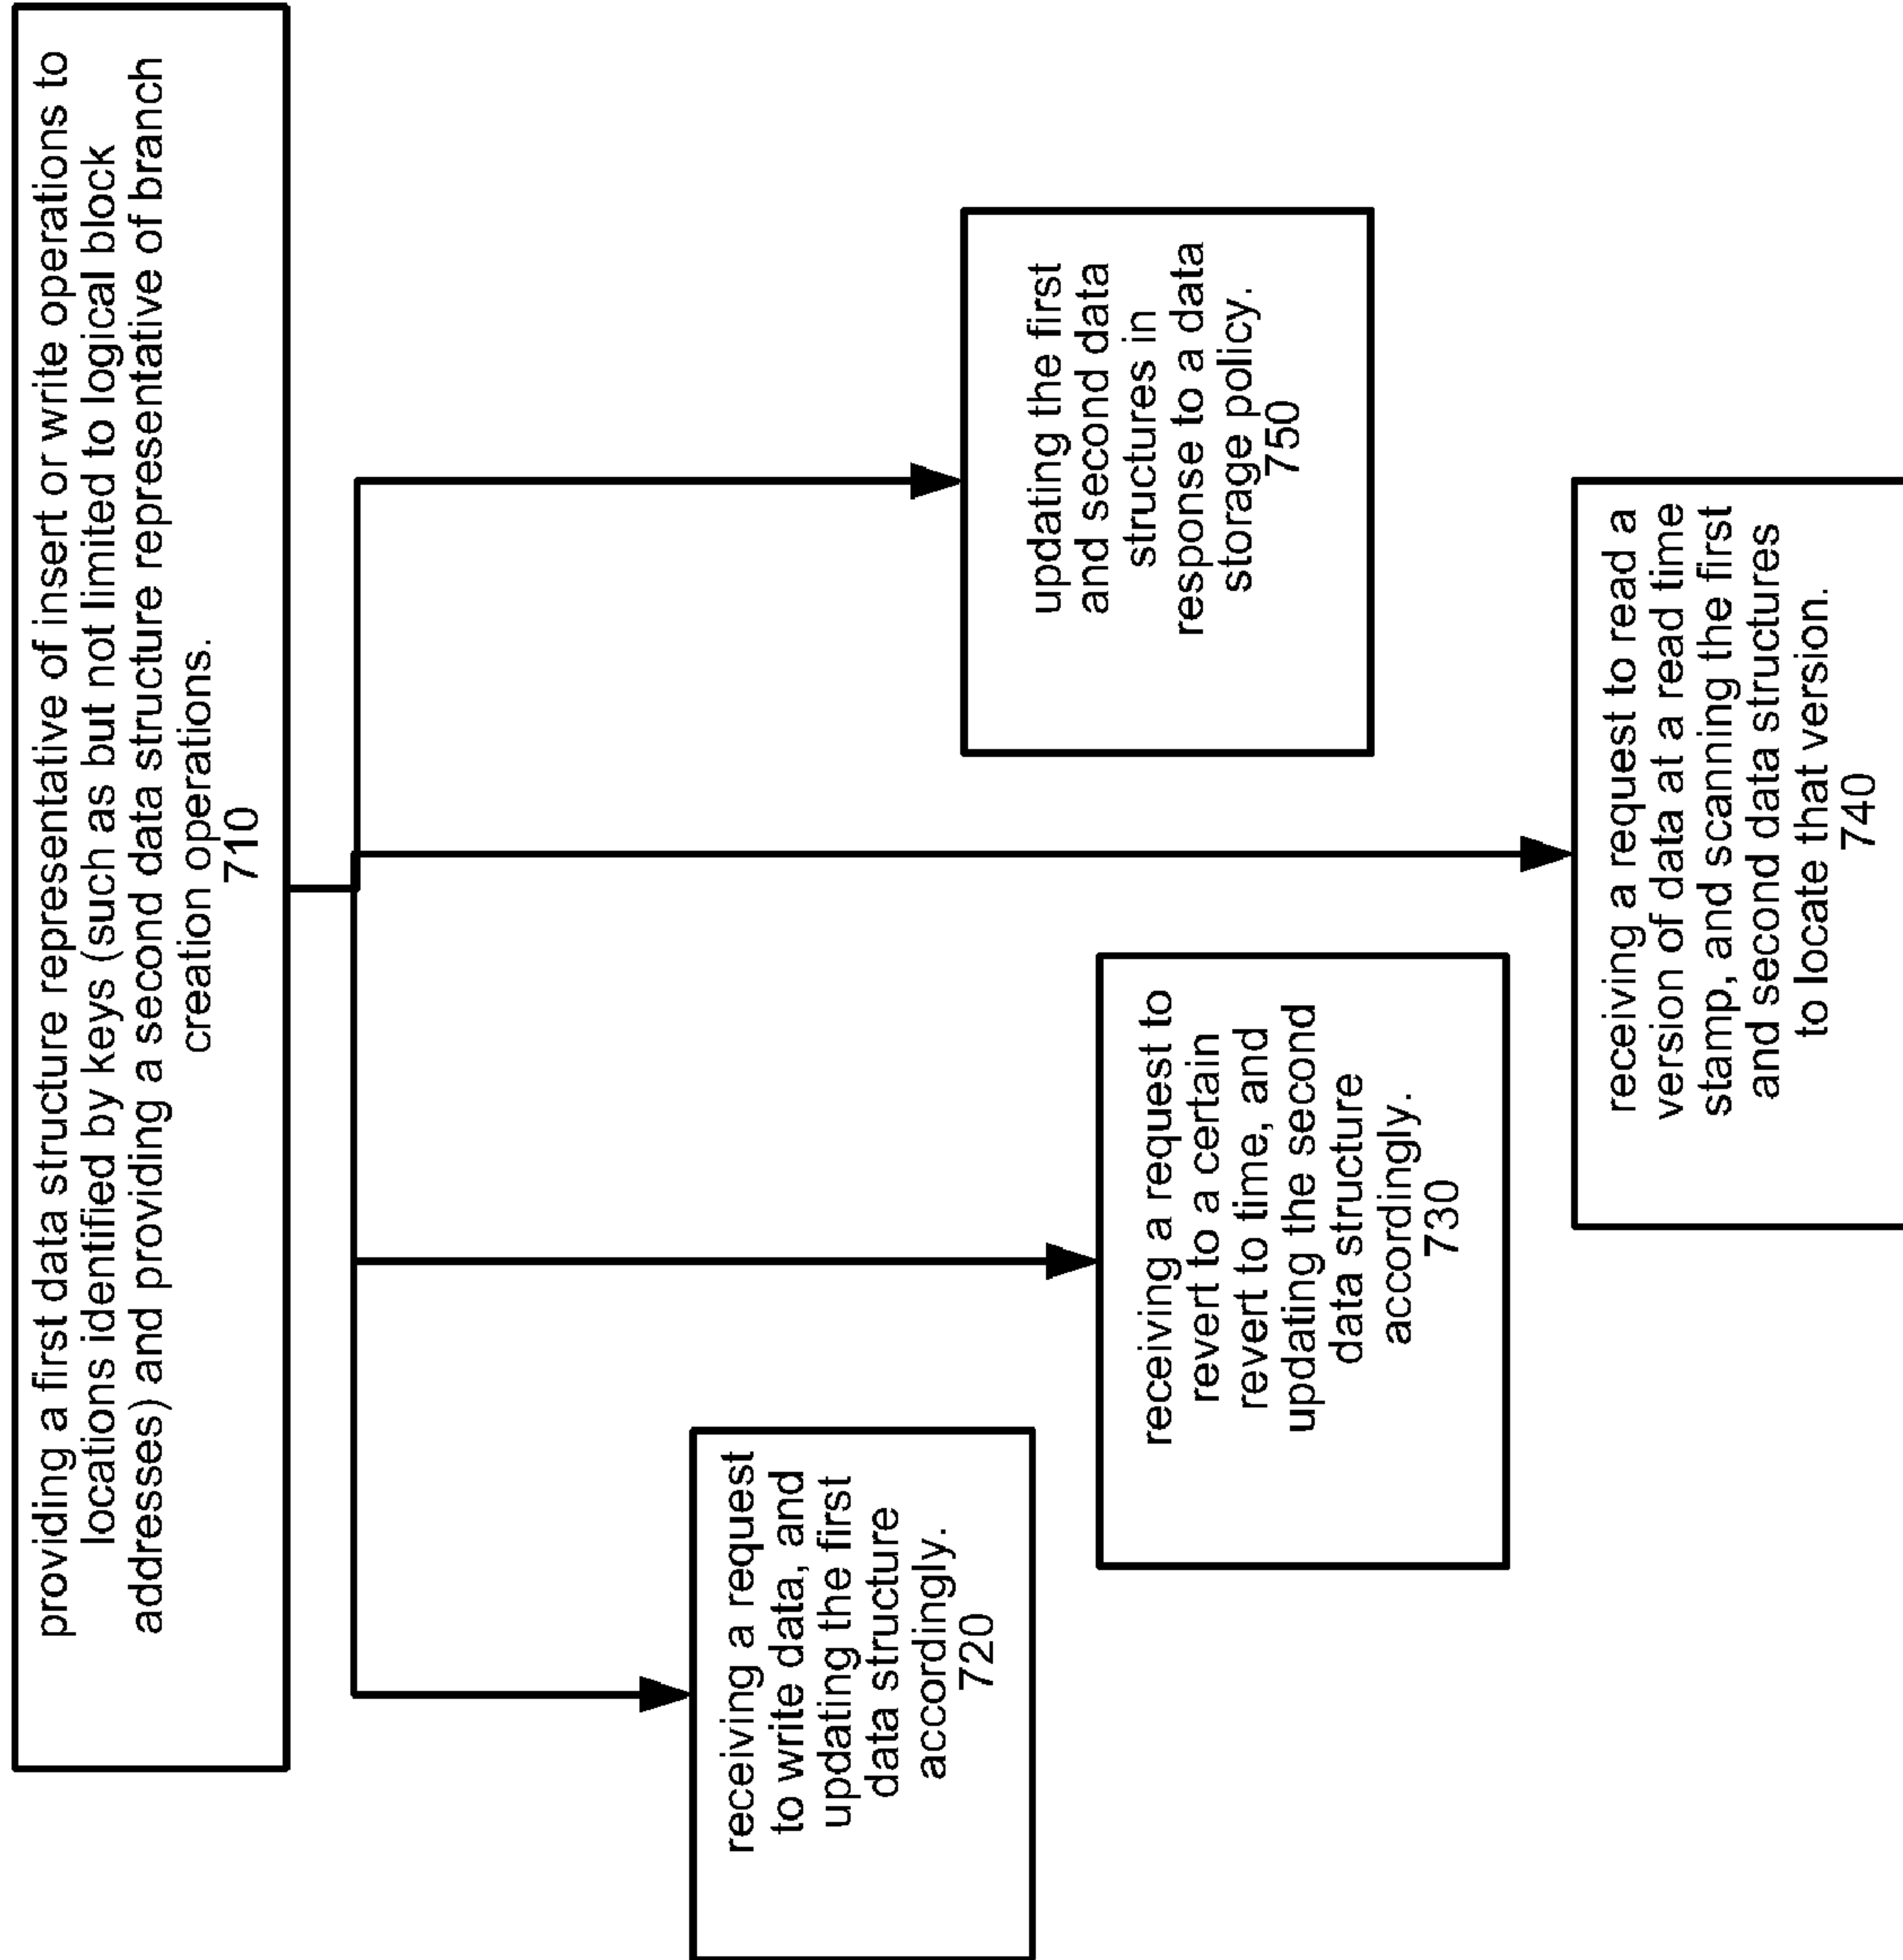 providing a first data structure representative of insert or write operations to
locations identified by keys (such as but not limited to logical block
addresses) and providing a second data structure representative of branch
creation operations.
710
receiving a request
to write data, and
updating the first
data structure
accordingly.
720
receiving a request to
revert to a certain
revert to time, and
updating the second
data structure
accordingly.
730
receiving a request to read a
version of data at a read time
stamp, and scanning the first
and second data structures
to locate that version.
740
updating the first
and second data
structures in
response to a data
storage policy.
750